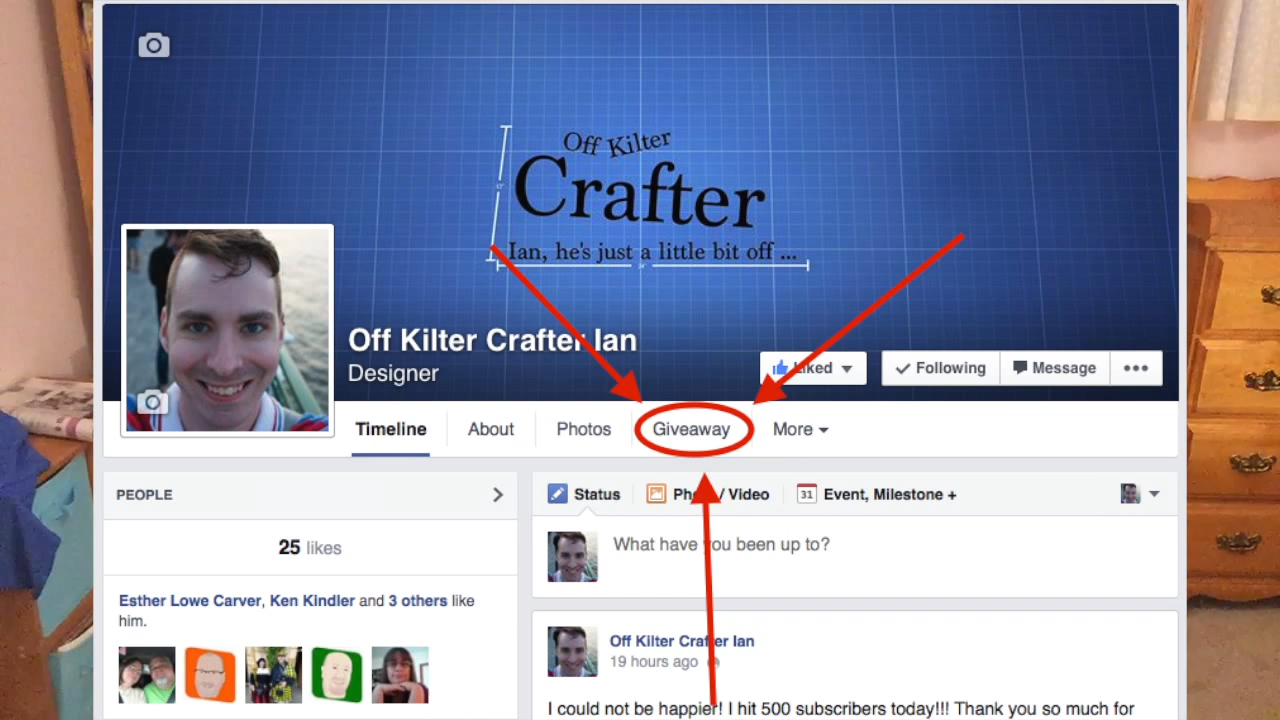 Off Kilter
Crafter
Ian, he's just a little bit off ...
Off Kilter Crafter Ian
Designer
Liked
Following
Message
Timeline
About
Photos
Giveaway
More
PEOPLE
25 likes
Esther Lowe Carver, Ken Kindler and 3 others like
him.
Status
Photo / Video
31
Event, Milestone +
What have you been up to?
Off Kilter Crafter Ian
19 hours ago
I could not be happier! I hit 500 subscribers today!!! Thank you so much for